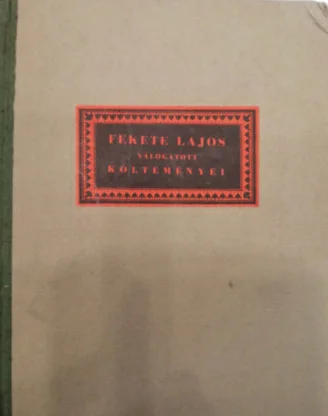 FEKETE LAJOS
VÁLOGATOTT
KÖLTEMÉNYEI